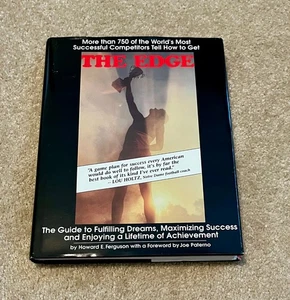 More than 750 of the World's Most
Successful Competitors Tell How to Get
THE EDGE
"A game plan for success every American
would do well to follow, it's by far the
best book of its kind I've ever read."
– LOU HOLTZ, Notre Dame football coach
The Guide to Fulfilling Dreams, Maximizing Success
and Enjoying a Lifetime of Achievement
by Howard E. Ferguson with a Foreword by Joe Paterno